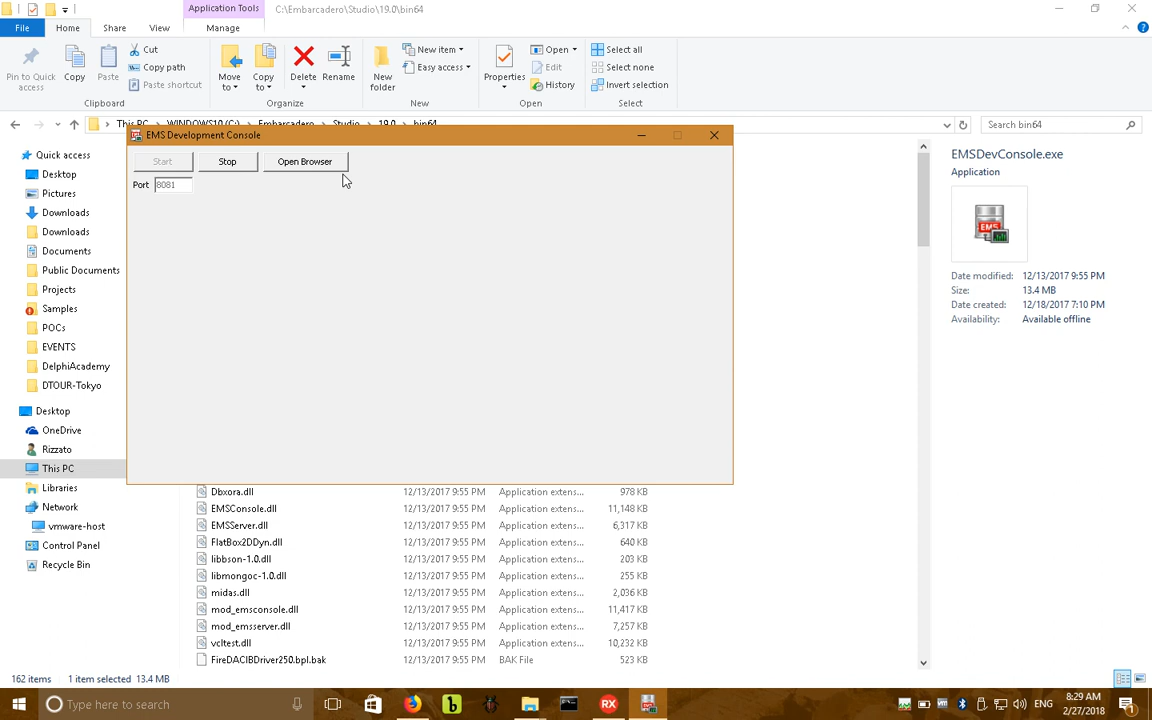 Application Tools
C:\Embarcadero\Studio\19.0\bin64
File
Home
Share
View
Manage
Pin to Quick access
Copy
Paste
Cut
Copy path
Paste shortcut
Clipboard
Move to
Copy to
Delete
Rename
Organize
New folder
New item
Easy access
New
Properties
Open
Edit
History
Open
Select all
Select none
Invert selection
Select
This PC
WINDOWS10 (C:)
Embarcadero
Studio
19.0
bin64
Search bin64
EMS Development Console
Start
Stop
Open Browser
Port
8081
Quick access
Desktop
Pictures
Downloads
Downloads
Documents
Public Documents
Projects
Samples
POCs
EVENTS
DelphiAcademy
DTOUR-Tokyo
Desktop
OneDrive
Rizzato
This PC
Libraries
Network
vmware-host
Control Panel
Recycle Bin
Dbxora.dll 12/13/2017 9:55 PM Application extens... 978 KB
EMSConsole.dll 12/13/2017 9:55 PM Application extens... 11,148 KB
EMSServer.dll 12/13/2017 9:55 PM Application extens... 6,317 KB
FlatBox2DDyn.dll 12/13/2017 9:55 PM Application extens... 640 KB
libbson-1.0.dll 12/13/2017 9:55 PM Application extens... 203 KB
libmongoc-1.0.dll 12/13/2017 9:55 PM Application extens... 255 KB
midas.dll 12/13/2017 9:55 PM Application extens... 2,036 KB
mod_emsconsole.dll 12/13/2017 9:55 PM Application extens... 11,417 KB
mod_emsserver.dll 12/13/2017 9:55 PM Application extens... 7,257 KB
vcltest.dll 12/13/2017 9:55 PM Application extens... 10,232 KB
FireDACIBDriver250.bpl.bak 12/13/2017 9:55 PM BAK File 523 KB
EMSDevConsole.exe
Application
EMS
Date modified: 12/13/2017 9:55 PM
Size: 13.4 MB
Date created: 12/18/2017 7:10 PM
Availability: Available offline
162 items
1 item selected 13.4 MB
Type here to search
b
RX
ENG
8:29 AM
2/27/2018
1